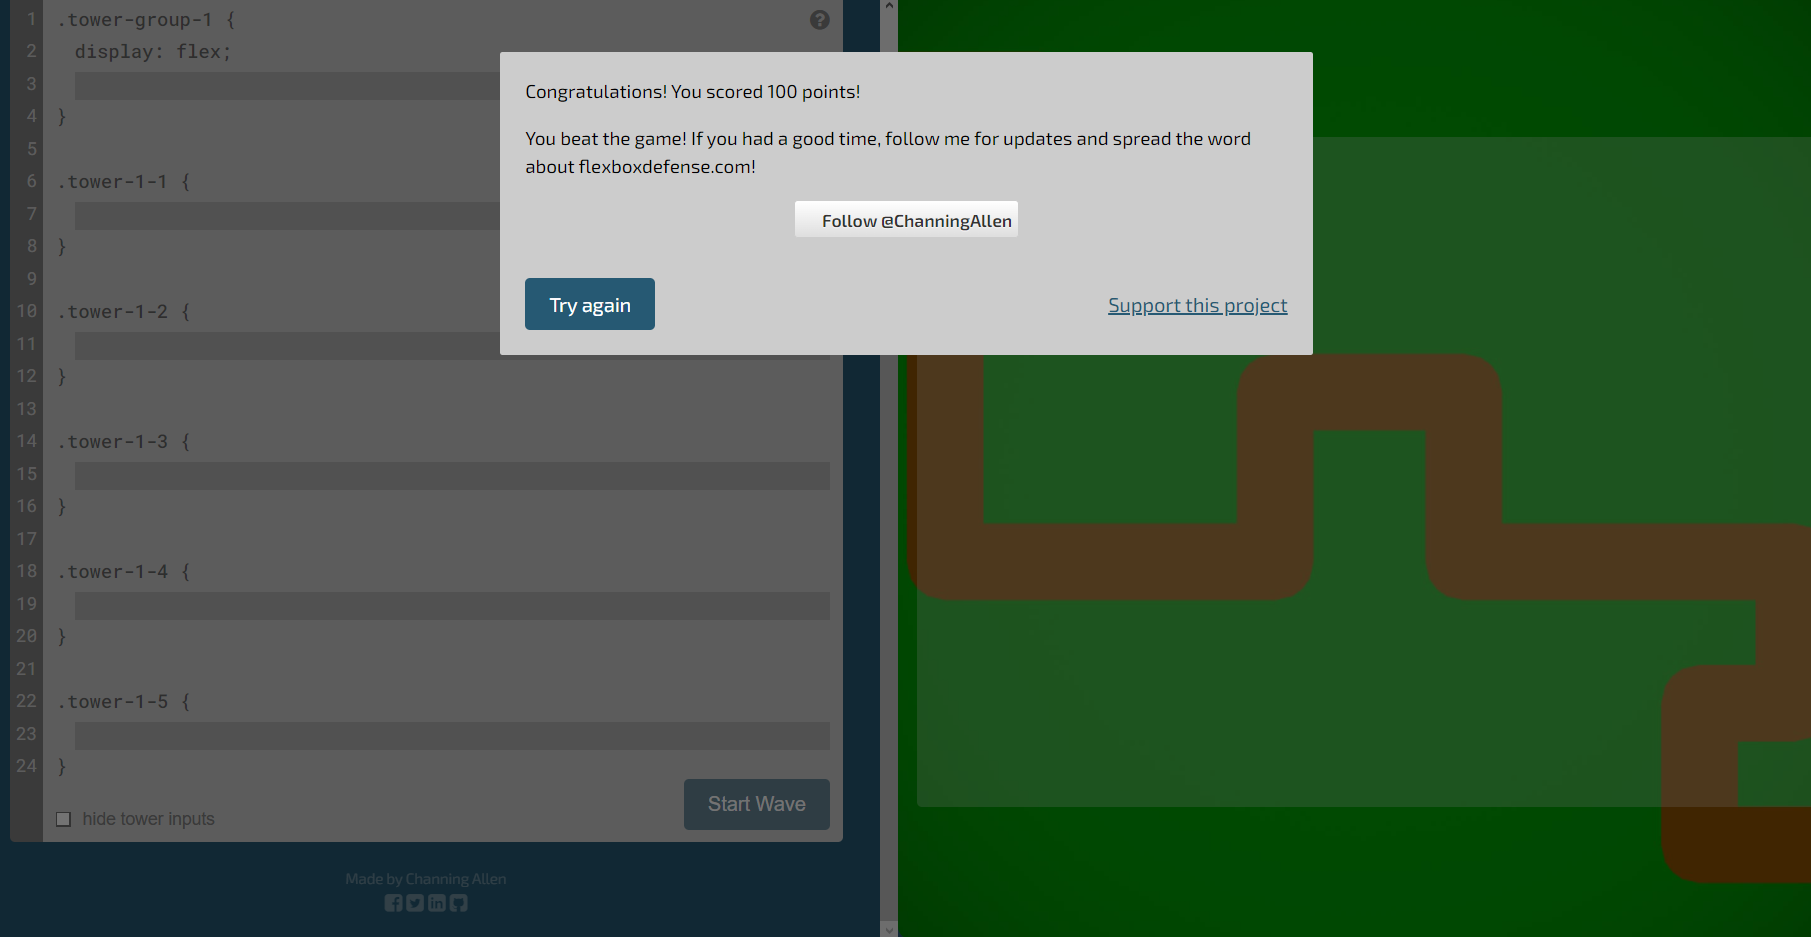 1 .tower-group-1 {
2 display: flex;
3
4 }
5
6 .tower-1-1 {
7
8 }
9
10 .tower-1-2 {
11
12 }
13
14 .tower-1-3 {
15
16 }
17
18 .tower-1-4 {
19
20 }
21
22 .tower-1-5 {
23
24 }
?
hide tower inputs
Start Wave
Made by Channing Allen
Congratulations! You scored 100 points!
You beat the game! If you had a good time, follow me for updates and spread the word
about flexboxdefense.com!
Follow @ChanningAllen
Try again
Support this project